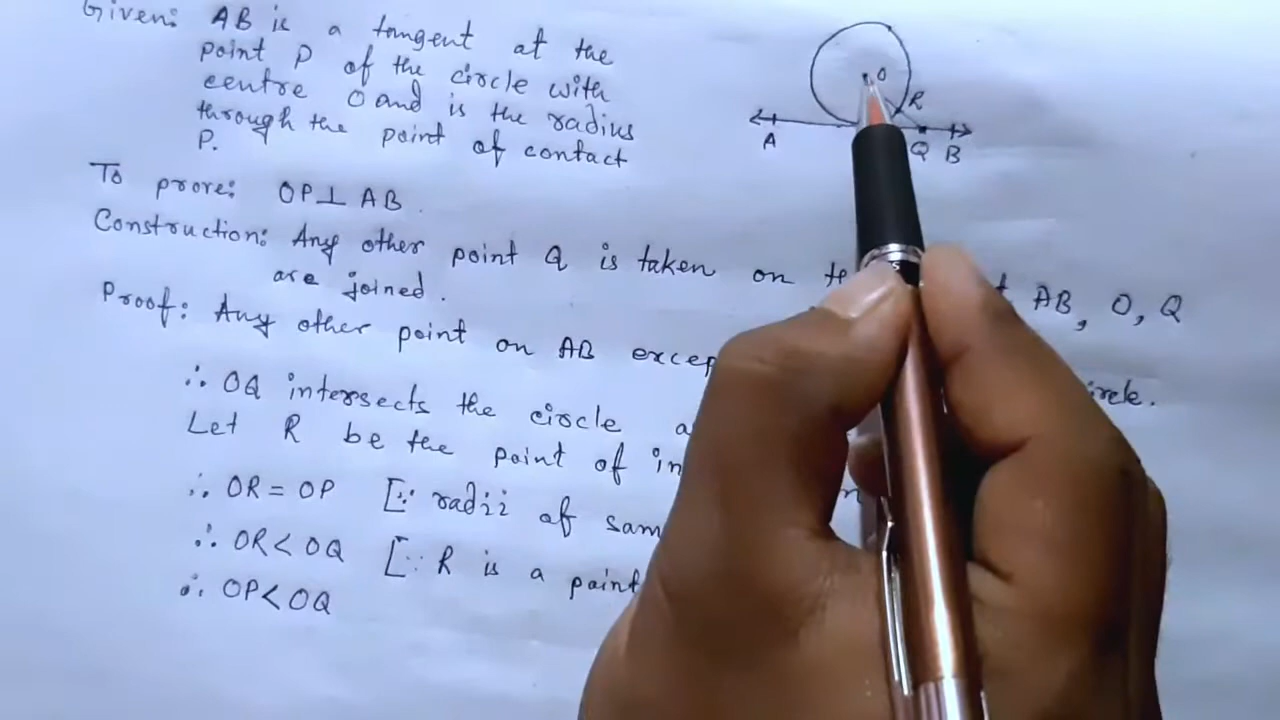 Given: AB is a tangent at the
point P of the circle with
centre O and is the radius
through the point of contact
P.
O
R
A
Q B
To prove: OP⊥AB.
Construction: Any other point Q is taken on AB, O, Q
are joined.
Proof: Any other point on AB
∴ OQ intersects the circle
Let R be the point of
∴ OR = OP [∵ radii of
∴ OR < OQ [∵ R is a point
∴ OP < OQ